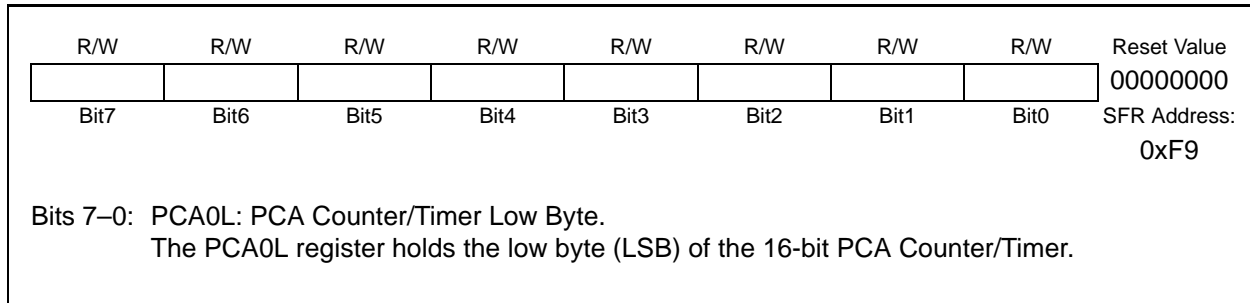 R/W R/W R/W R/W R/W R/W R/W R/W Reset Value
00000000
Bit7 Bit6 Bit5 Bit4 Bit3 Bit2 Bit1 Bit0 SFR Address:
0xF9
Bits 7–0: PCA0L: PCA Counter/Timer Low Byte.
The PCA0L register holds the low byte (LSB) of the 16-bit PCA Counter/Timer.